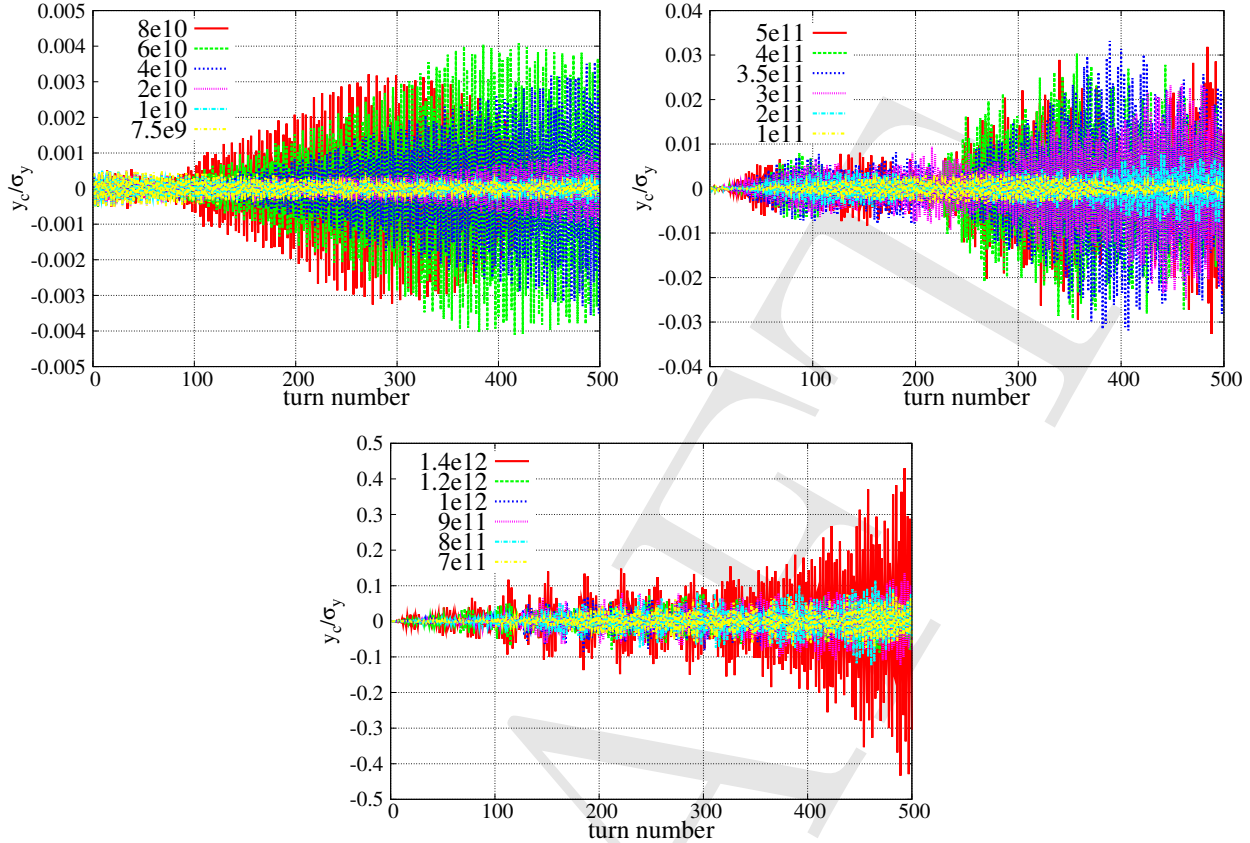 0.005
0.004
0.003
0.002
0.001
0
-0.001
-0.002
-0.003
-0.004
-0.005
y_c/σ_y
8e10
6e10
4e10
2e10
1e10
7.5e9
0 100 200 300 400 500
turn number
0.04
0.03
0.02
0.01
0
-0.01
-0.02
-0.03
-0.04
y_c/σ_y
5e11
4e11
3.5e11
3e11
2e11
1e11
0 100 200 300 400 500
turn number
0.5
0.4
0.3
0.2
0.1
0
-0.1
-0.2
-0.3
-0.4
-0.5
y_c/σ_y
1.4e12
1.2e12
1e12
9e11
8e11
7e11
0 100 200 300 400 500
turn number